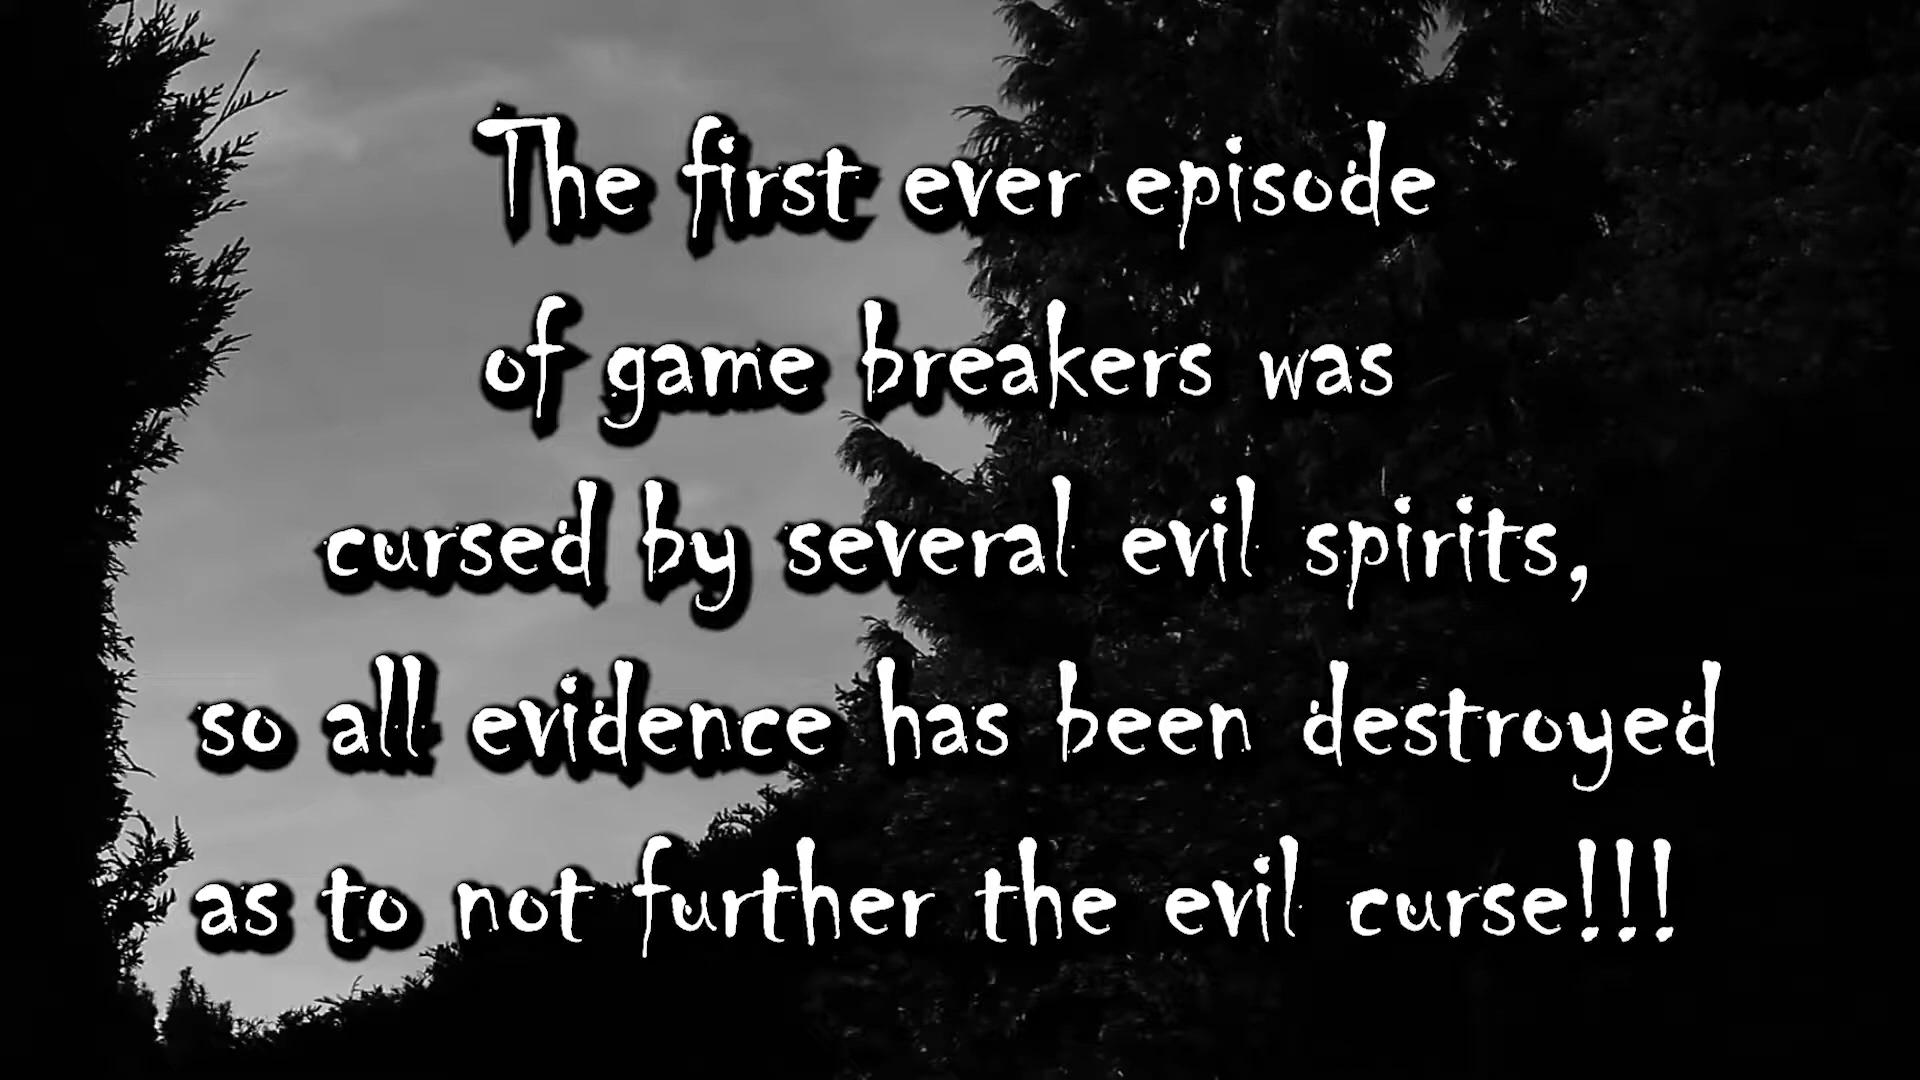 The first ever episode
of game breakers was
cursed by several evil spirits,
so all evidence has been destroyed
as to not further the evil curse!!!